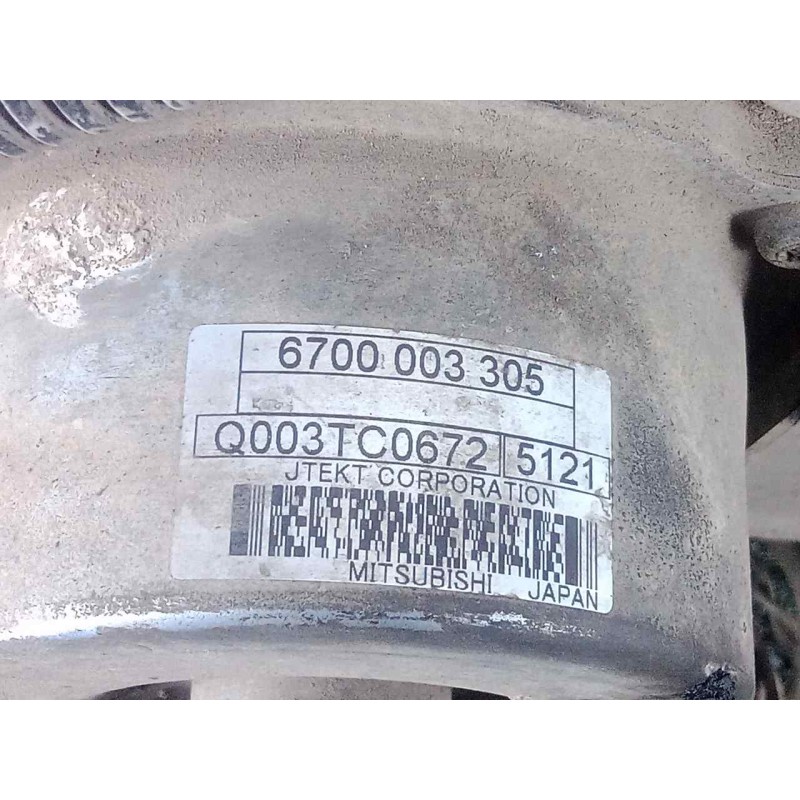 6700 003 305
Q003TC0672 5121
JTEKT CORPORATION
MITSUBISHI JAPAN